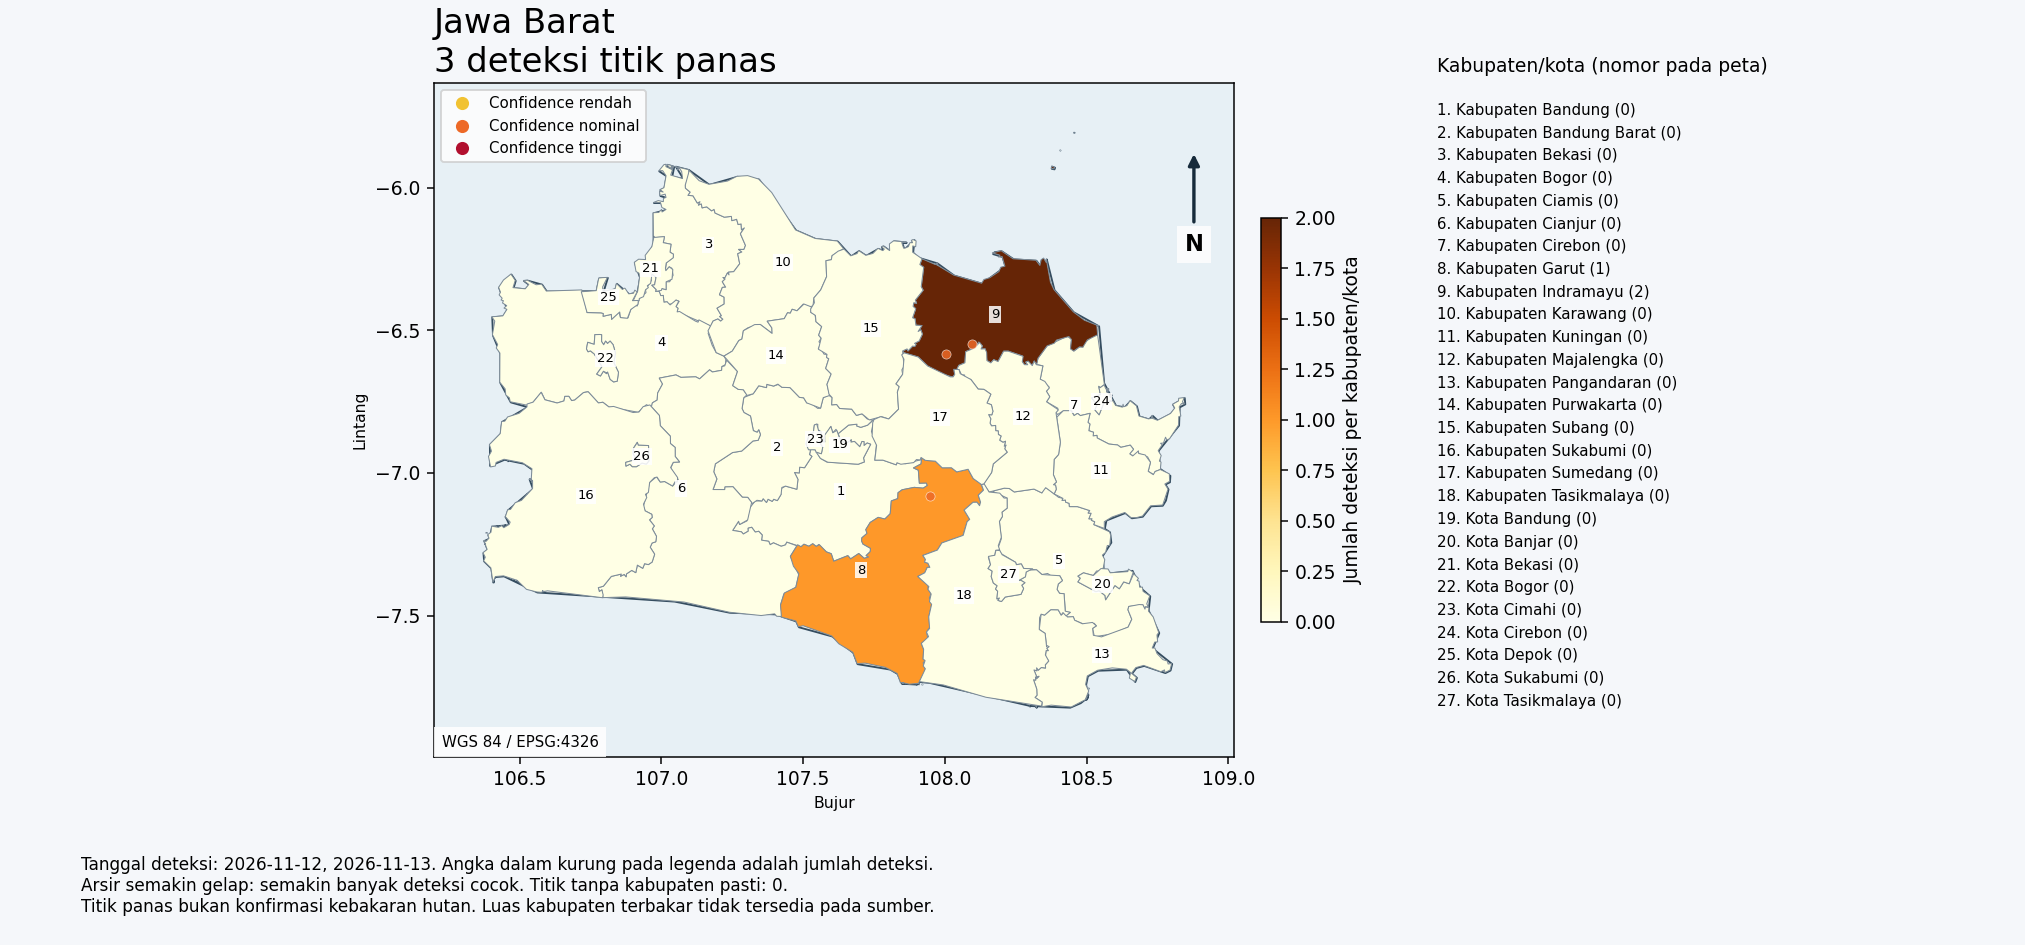 Jawa Barat
3 deteksi titik panas
Confidence rendah
Confidence nominal
Confidence tinggi
N
−6.0
−6.5
−7.0
−7.5
Lintang
3
10
21
25
4
22
14
15
9
17
12
7
24
2
23
19
26
16
6
1
11
8
18
27
5
20
13
WGS 84 / EPSG:4326
106.5
107.0
107.5
108.0
108.5
109.0
Bujur
2.00
1.75
1.50
1.25
1.00
0.75
0.50
0.25
0.00
Jumlah deteksi per kabupaten/kota
Kabupaten/kota (nomor pada peta)
1. Kabupaten Bandung (0)
2. Kabupaten Bandung Barat (0)
3. Kabupaten Bekasi (0)
4. Kabupaten Bogor (0)
5. Kabupaten Ciamis (0)
6. Kabupaten Cianjur (0)
7. Kabupaten Cirebon (0)
8. Kabupaten Garut (1)
9. Kabupaten Indramayu (2)
10. Kabupaten Karawang (0)
11. Kabupaten Kuningan (0)
12. Kabupaten Majalengka (0)
13. Kabupaten Pangandaran (0)
14. Kabupaten Purwakarta (0)
15. Kabupaten Subang (0)
16. Kabupaten Sukabumi (0)
17. Kabupaten Sumedang (0)
18. Kabupaten Tasikmalaya (0)
19. Kota Bandung (0)
20. Kota Banjar (0)
21. Kota Bekasi (0)
22. Kota Bogor (0)
23. Kota Cimahi (0)
24. Kota Cirebon (0)
25. Kota Depok (0)
26. Kota Sukabumi (0)
27. Kota Tasikmalaya (0)
Tanggal deteksi: 2026-11-12, 2026-11-13. Angka dalam kurung pada legenda adalah jumlah deteksi.
Arsir semakin gelap: semakin banyak deteksi cocok. Titik tanpa kabupaten pasti: 0.
Titik panas bukan konfirmasi kebakaran hutan. Luas kabupaten terbakar tidak tersedia pada sumber.